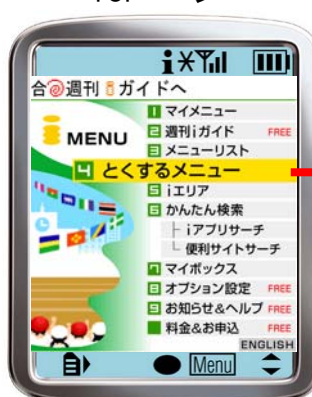 合@週刊iガイドへ
MENU
1 マイメニュー
2 週刊iガイド FREE
3 メニューリスト
4 とくするメニュー
5 iエリア
6 かんたん検索
├ iアプリサーチ
└ 便利サイトサーチ
7 マイボックス
8 オプション設定 FREE
9 お知らせ&ヘルプ FREE
料金&お申込 FREE
ENGLISH
Menu